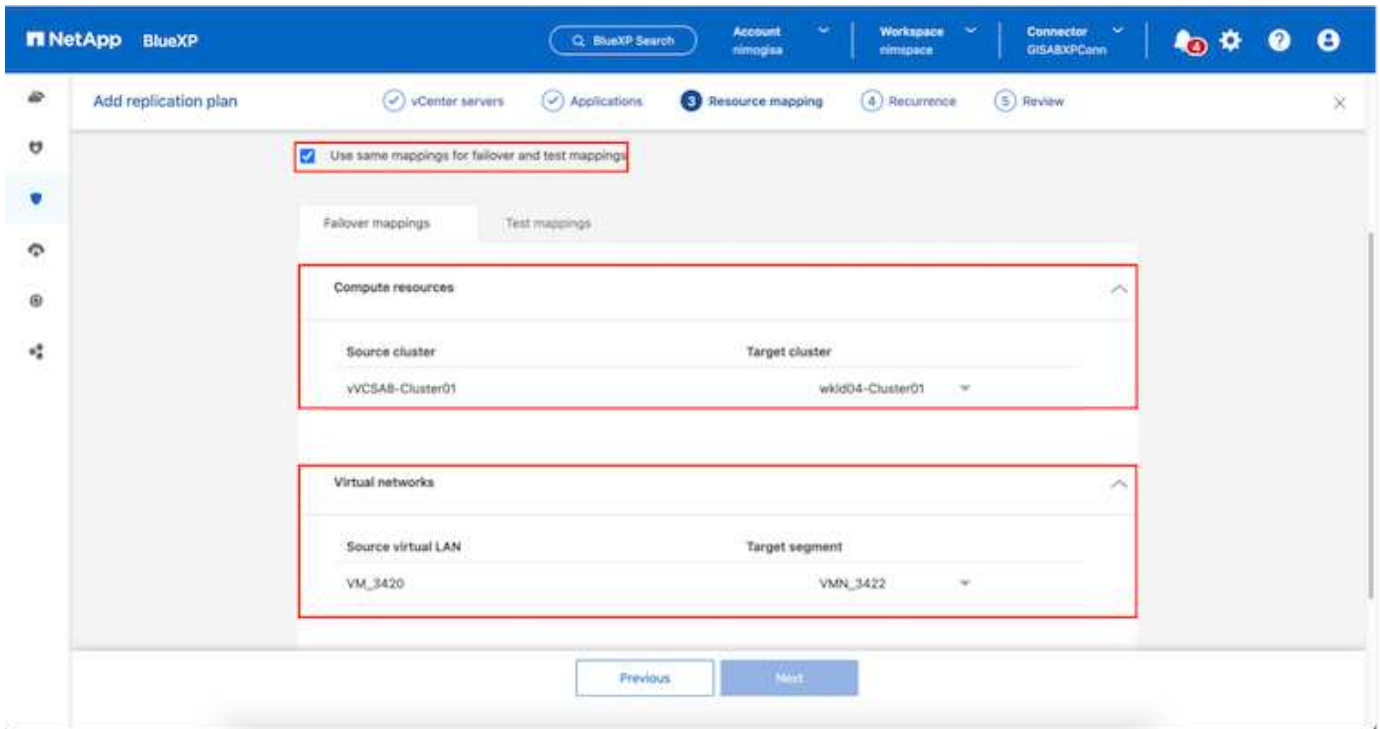 NetApp BlueXP
BlueXP Search
Account
nimogisa
Workspace
nimspace
Connector
GISABXPConn
4
Add replication plan
vCenter servers
Applications
3 Resource mapping
4 Recurrence
5 Review
Use same mappings for failover and test mappings
Failover mappings
Test mappings
Compute resources
Source cluster
Target cluster
vVCSA8-Cluster01
wkld04-Cluster01
Virtual networks
Source virtual LAN
Target segment
VM_3420
VMN_3422
Previous
Next